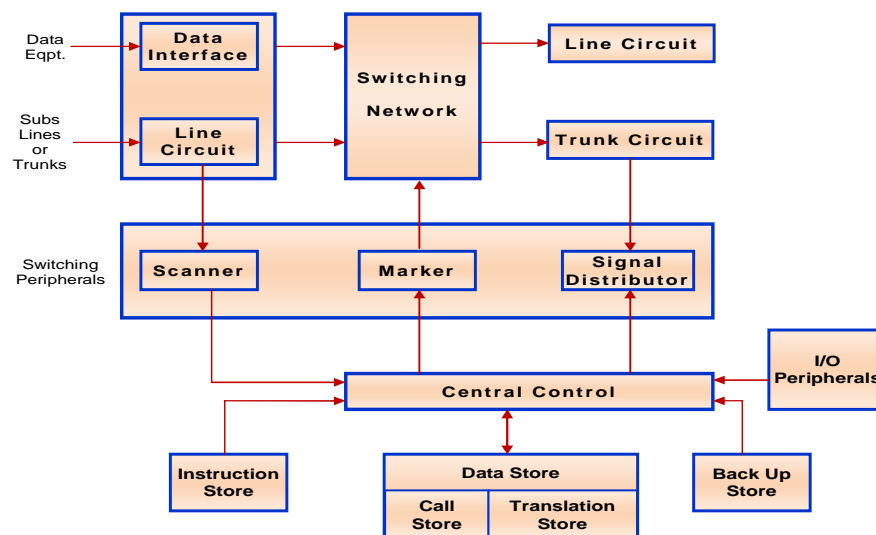 Data
Eqpt.
Data
Interface
Switching
Network
Line Circuit
Subs
Lines
or
Trunks
Line
Circuit
Trunk Circuit
Switching
Peripherals
Scanner
Marker
Signal
Distributor
I/O
Peripherals
Central Control
Instruction
Store
Data Store
Call
Store
Translation
Store
Back Up
Store